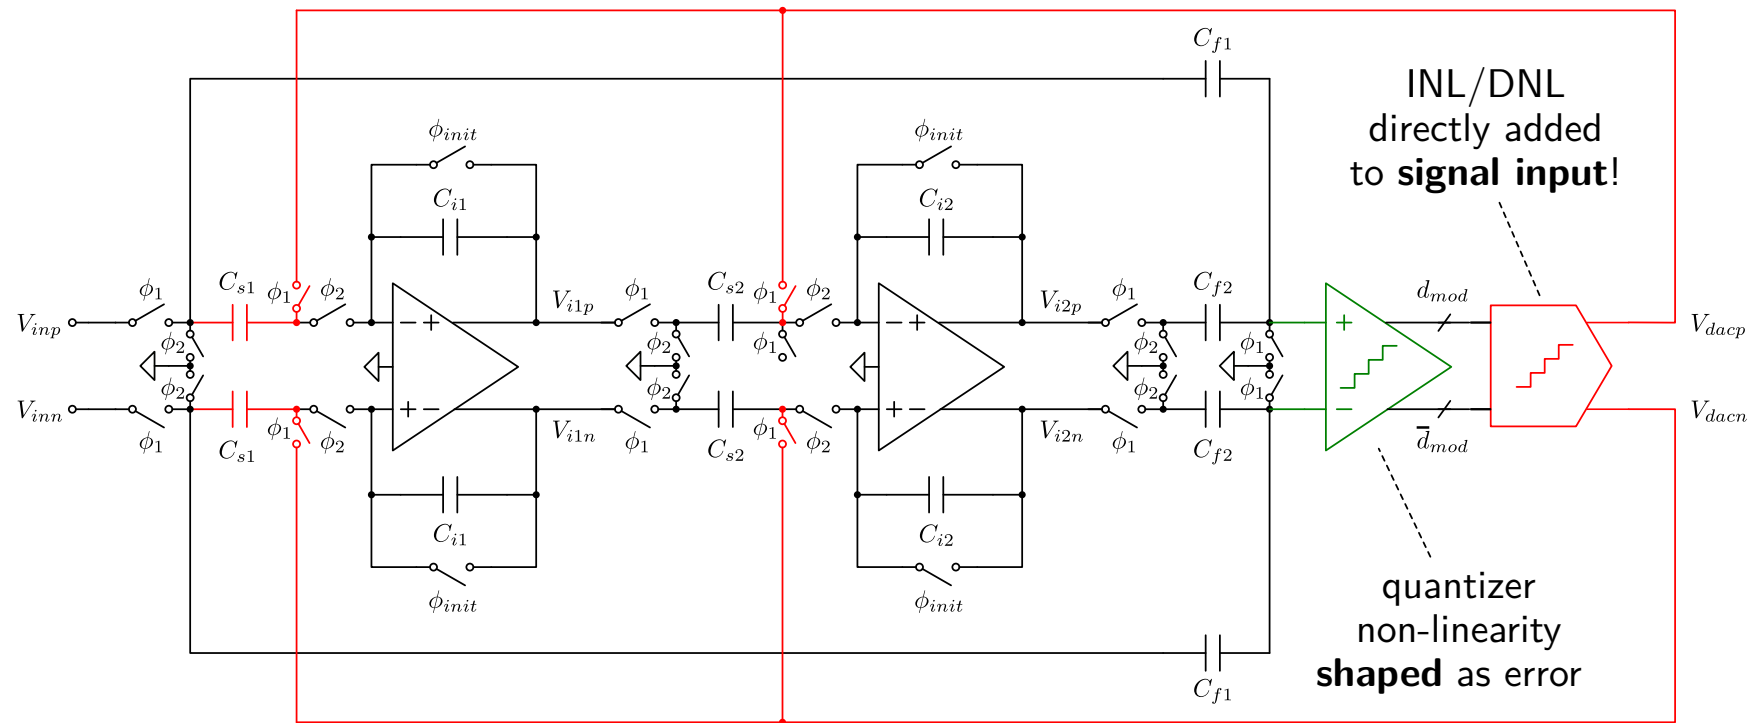 C_{f1}
INL/DNL
directly added
to signal input!
ϕ_{init} ϕ_{init}
C_{i1} C_{i2}
ϕ_1 C_{s1} ϕ_1 ϕ_2 V_{i1p} ϕ_1 C_{s2} ϕ_1 ϕ_2 V_{i2p} ϕ_1 C_{f2} d_{mod}
V_{inp} − + − + + V_{dacp}
ϕ_2 ϕ_2 ϕ_1 ϕ_2 ϕ_1
ϕ_2 ϕ_2 ϕ_2 ϕ_1
V_{inn} + − + − − V_{dacn}
ϕ_1 C_{s1} ϕ_1 ϕ_2 V_{i1n} ϕ_1 C_{s2} ϕ_1 ϕ_2 V_{i2n} ϕ_1 C_{f2} d̅_{mod}
C_{i1} C_{i2}
ϕ_{init} ϕ_{init}
quantizer
non-linearity
shaped as error
C_{f1}